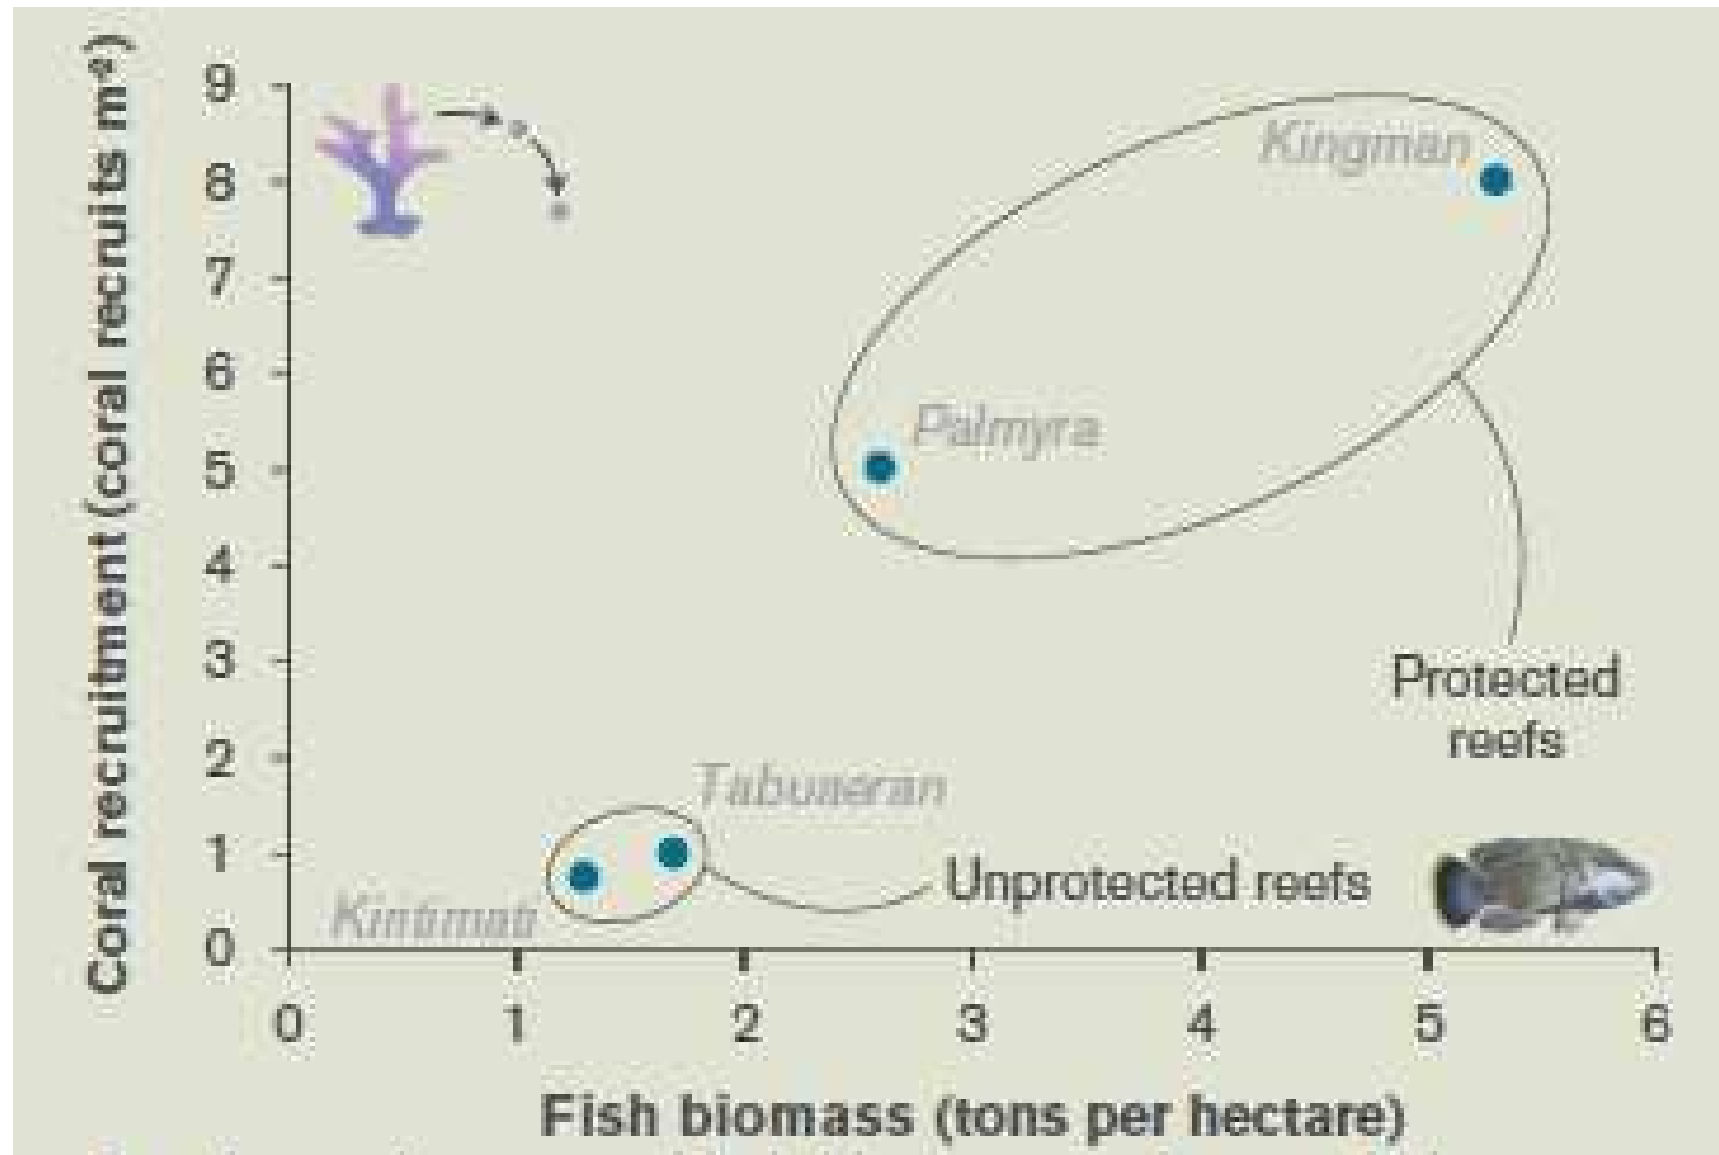 Coral recruitment (coral recruits m⁻²)
9
8
7
6
5
4
3
2
1
0
Kingman
Palmyra
Protected
reefs
Tabuaeran
Unprotected reefs
Kiritimati
0 1 2 3 4 5 6
Fish biomass (tons per hectare)